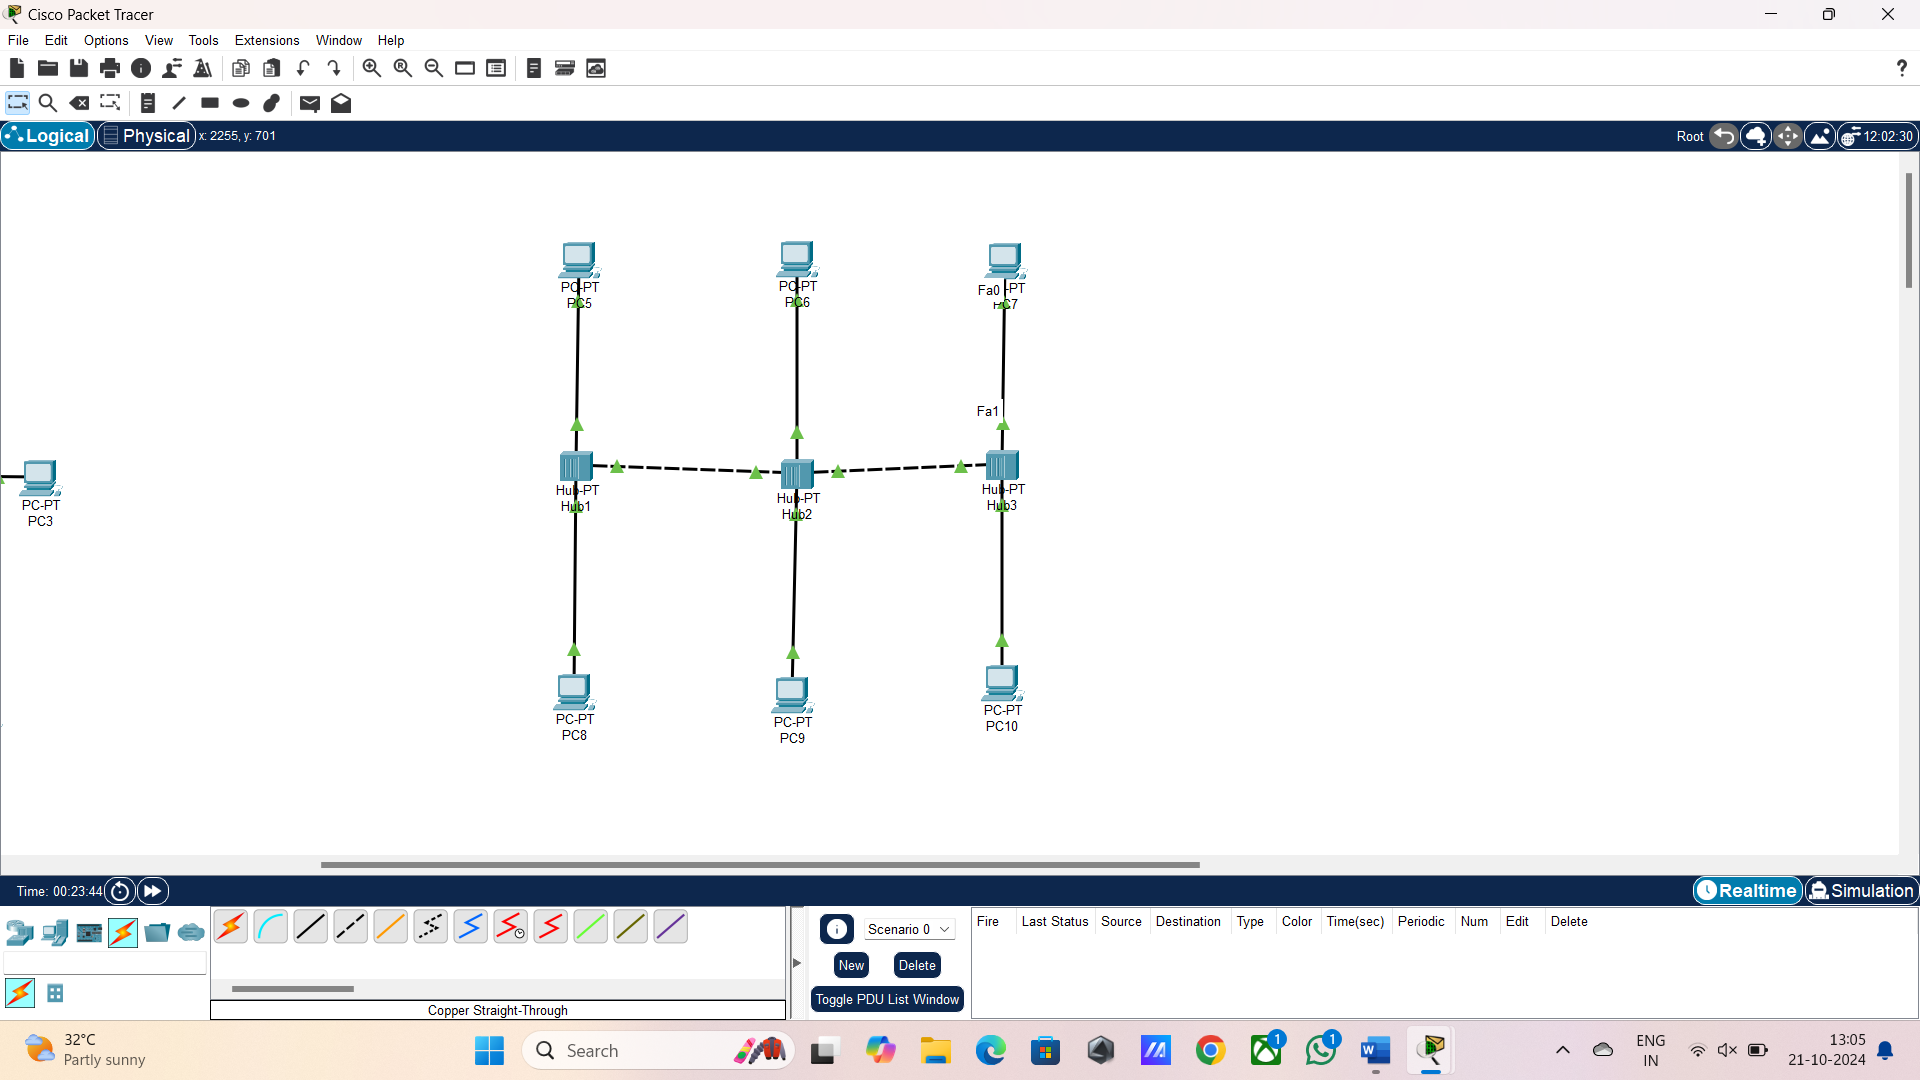 Cisco Packet Tracer
File Edit Options View Tools Extensions Window Help
Logical Physical x: 2255, y: 701 Root 12:02:30
PC-PT
PC5
PC-PT
PC6
Fa0 -PT
PC7
Fa1
PC-PT
PC3
Hub-PT
Hub1
Hub-PT
Hub2
Hub-PT
Hub3
PC-PT
PC8
PC-PT
PC9
PC-PT
PC10
Time: 00:23:44 Realtime Simulation
Scenario 0
New Delete
Toggle PDU List Window
Fire Last Status Source Destination Type Color Time(sec) Periodic Num Edit Delete
Copper Straight-Through
32°C
Partly sunny
Search
1
1
ENG
IN
13:05
21-10-2024